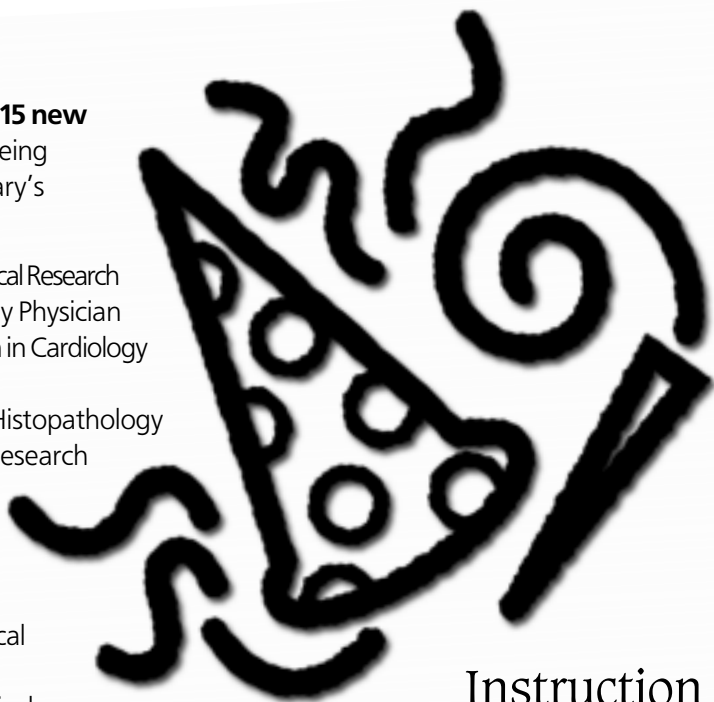 15 new
eing
ary's
cal Research
y Physician
in Cardiology
Histopathology
esearch
cal
Instruction